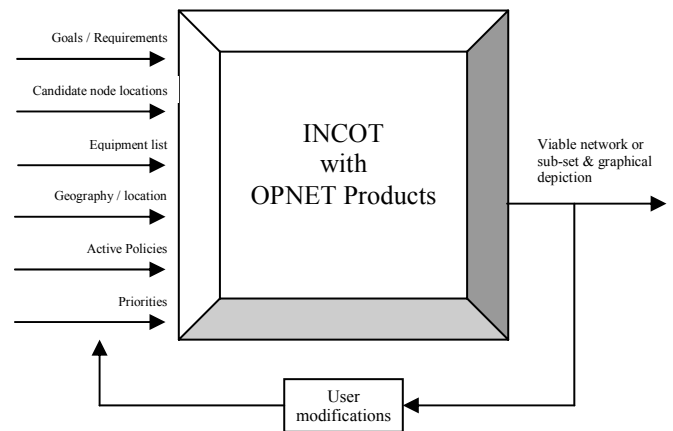 Goals / Requirements
Candidate node locations
Equipment list
Geography / location
Active Policies
Priorities
INCOT
with
OPNET Products
Viable network or
sub-set & graphical
depiction
User
modifications